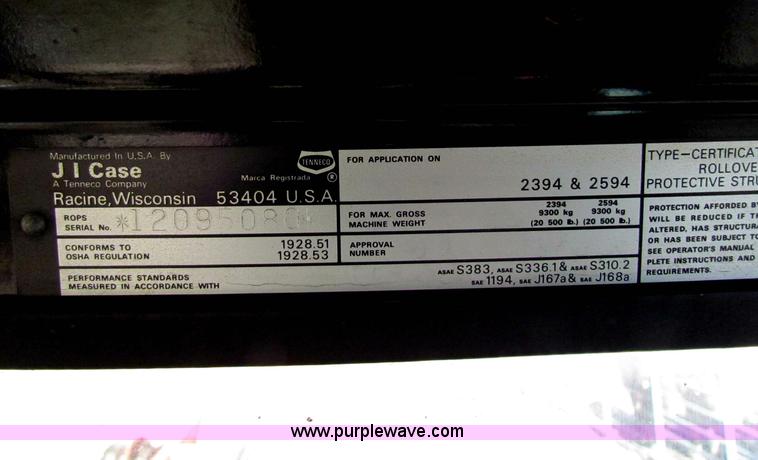 Manufactured In U.S.A. By
J I Case
A Tenneco Company
Racine, Wisconsin 53404 U.S.A.
TENNECO
®
Marca Registrada
ROPS
SERIAL No. *12095080*
CONFORMS TO
OSHA REGULATION
1928.51
1928.53
PERFORMANCE STANDARDS
MEASURED IN ACCORDANCE WITH
ASAE S383, ASAE S336.1 & ASAE S310.2
SAE 1194, SAE J167a & SAE J168a
FOR APPLICATION ON
2394 & 2594
FOR MAX. GROSS
MACHINE WEIGHT
2394 2594
9300 kg 9300 kg
(20 500 lb.) (20 500 lb.)
APPROVAL
NUMBER
TYPE—CERTIFICAT
ROLLOVE
PROTECTIVE STRU
PROTECTION AFFORDED B
WILL BE REDUCED IF T
ALTERED, HAS STRUCTURA
OR HAS BEEN SUBJECT TO
SEE OPERATOR'S MANUAL
PLETE INSTRUCTIONS AND
REQUIREMENTS.
www.purplewave.com